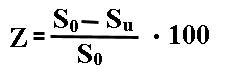 Z = (S₀ – Sᵤ) / S₀ · 100